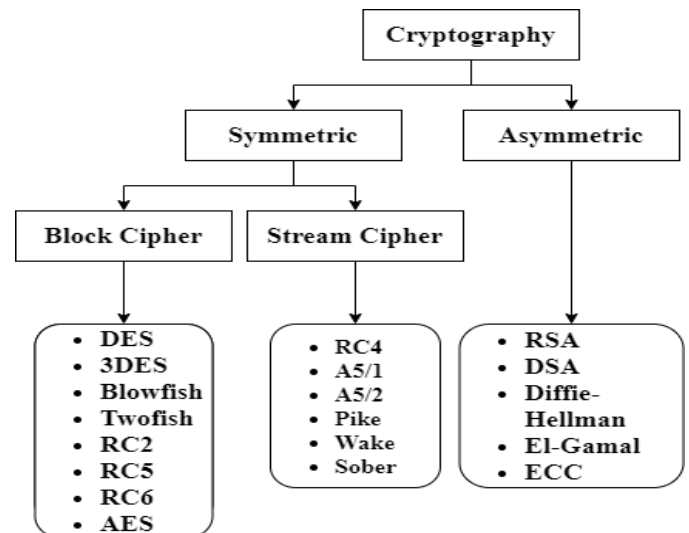 Cryptography
Symmetric
Asymmetric
Block Cipher
Stream Cipher
• DES
• 3DES
• Blowfish
• Twofish
• RC2
• RC5
• RC6
• AES
• RC4
• A5/1
• A5/2
• Pike
• Wake
• Sober
• RSA
• DSA
• Diffie-
Hellman
• El-Gamal
• ECC